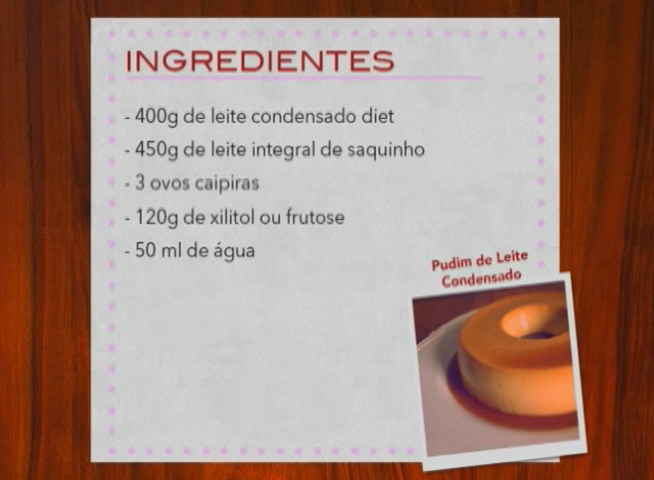 INGREDIENTES
- 400g de leite condensado diet
- 450g de leite integral de saquinho
- 3 ovos caipiras
- 120g de xilitol ou frutose
- 50 ml de água
Pudim de Leite
Condensado